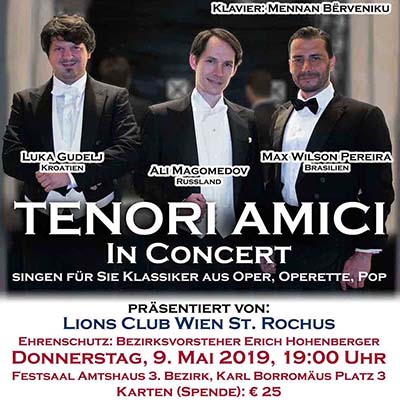 Klavier: Mennan Bërveniku
Luka Gudelj
Kroatien
Ali Magomedov
Russland
Max Wilson Pereira
Brasilien
TENORI AMICI
In Concert
singen für Sie Klassiker aus Oper, Operette, Pop
präsentiert von:
Lions Club Wien St. Rochus
Ehrenschutz: Bezirksvorsteher Erich Hohenberger
Donnerstag, 9. Mai 2019, 19:00 Uhr
Festsaal Amtshaus 3. Bezirk, Karl Borromäus Platz 3
Karten (Spende): € 25